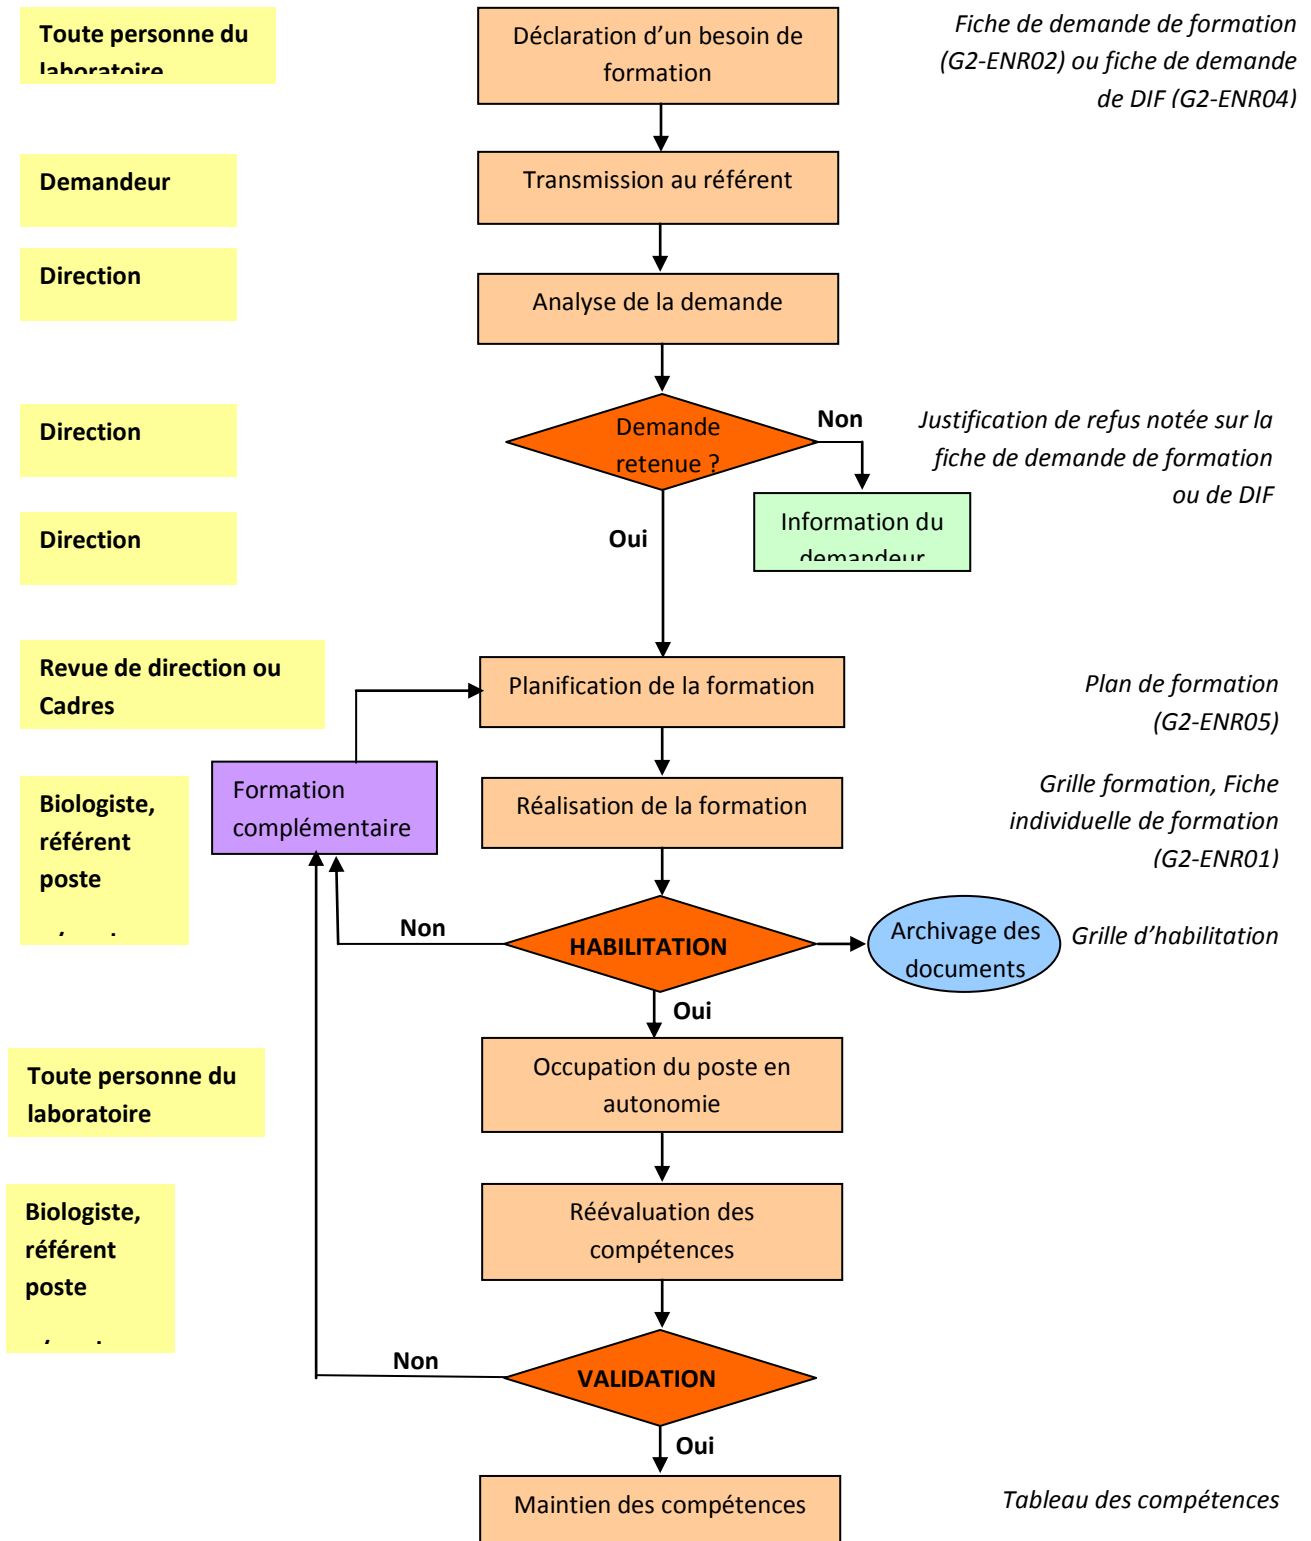 Toute personne du
laboratoire
Déclaration d'un besoin de
formation
Fiche de demande de formation
(G2-ENR02) ou fiche de demande
de DIF (G2-ENR04)
Demandeur
Transmission au référent
Direction
Analyse de la demande
Direction
Demande
retenue ?
Non
Justification de refus notée sur la
fiche de demande de formation
ou de DIF
Direction
Oui
Information du
demandeur
Revue de direction ou
Cadres
Planification de la formation
Plan de formation
(G2-ENR05)
Biologiste,
référent
poste
Formation
complémentaire
Réalisation de la formation
Grille formation, Fiche
individuelle de formation
(G2-ENR01)
Non
HABILITATION
Archivage des
documents
Grille d'habilitation
Oui
Toute personne du
laboratoire
Occupation du poste en
autonomie
Biologiste,
référent
poste
Réévaluation des
compétences
Non
VALIDATION
Oui
Maintien des compétences
Tableau des compétences